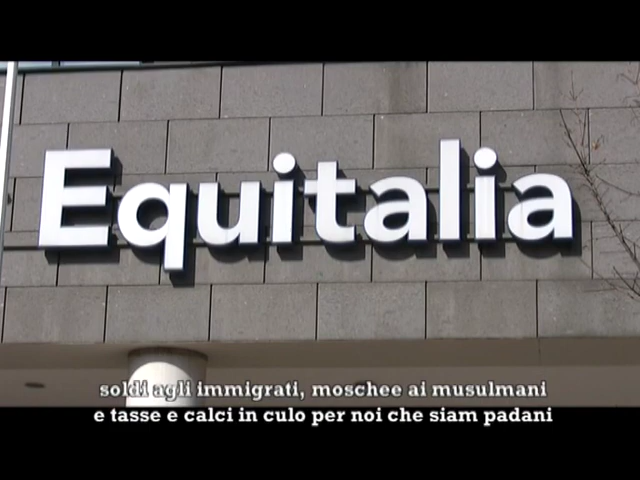 Equitalia
soldi agli immigrati, moschee ai musulmani
e tasse e calci in culo per noi che siam padani